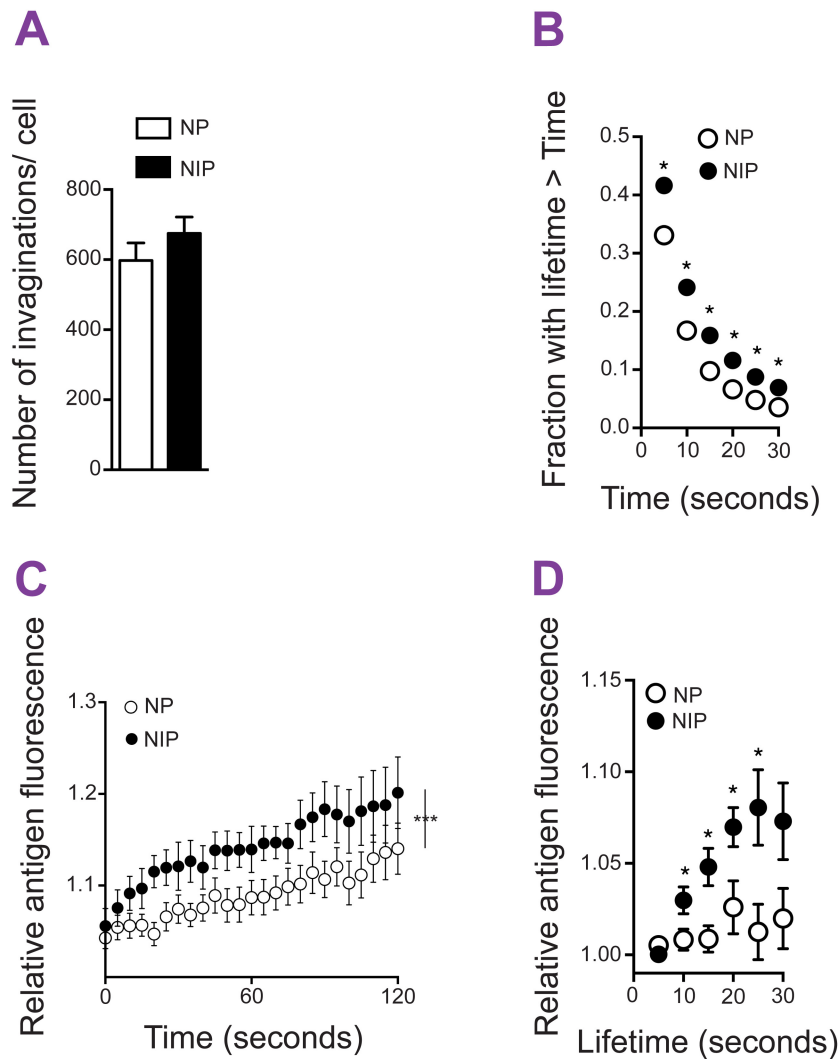 A
Number of invaginations/ cell
NP
NIP
800
600
400
200
0
B
Fraction with lifetime > Time
NP
NIP
0.5
0.4
0.3
0.2
0.1
0.0
* * * * * *
0 10 20 30
Time (seconds)
C
Relative antigen fluorescence
NP
NIP
1.3
1.2
1.1
***
0 60 120
Time (seconds)
D
Relative antigen fluorescence
NP
NIP
1.15
1.10
1.05
1.00
* * * *
0 10 20 30
Lifetime (seconds)